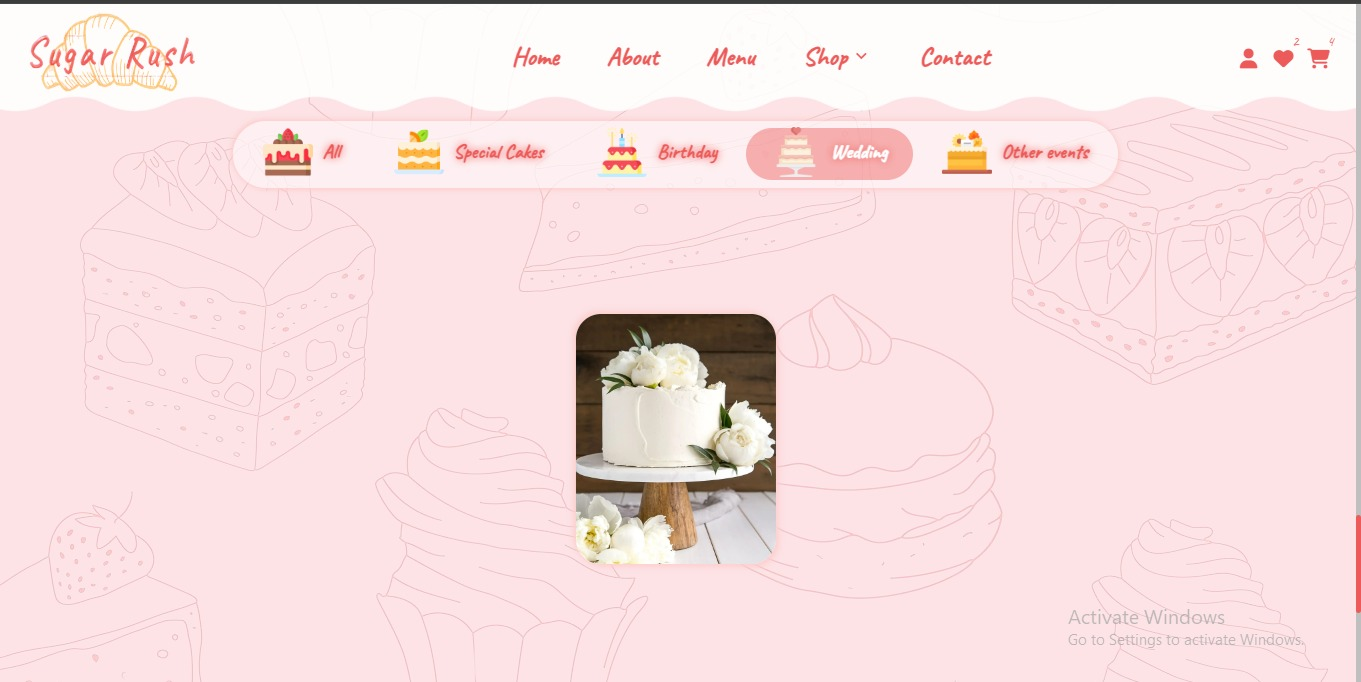 Sugar Rush
Home About Menu Shop Contact
2 4
All Special Cakes Birthday Wedding Other events
Activate Windows
Go to Settings to activate Windows.